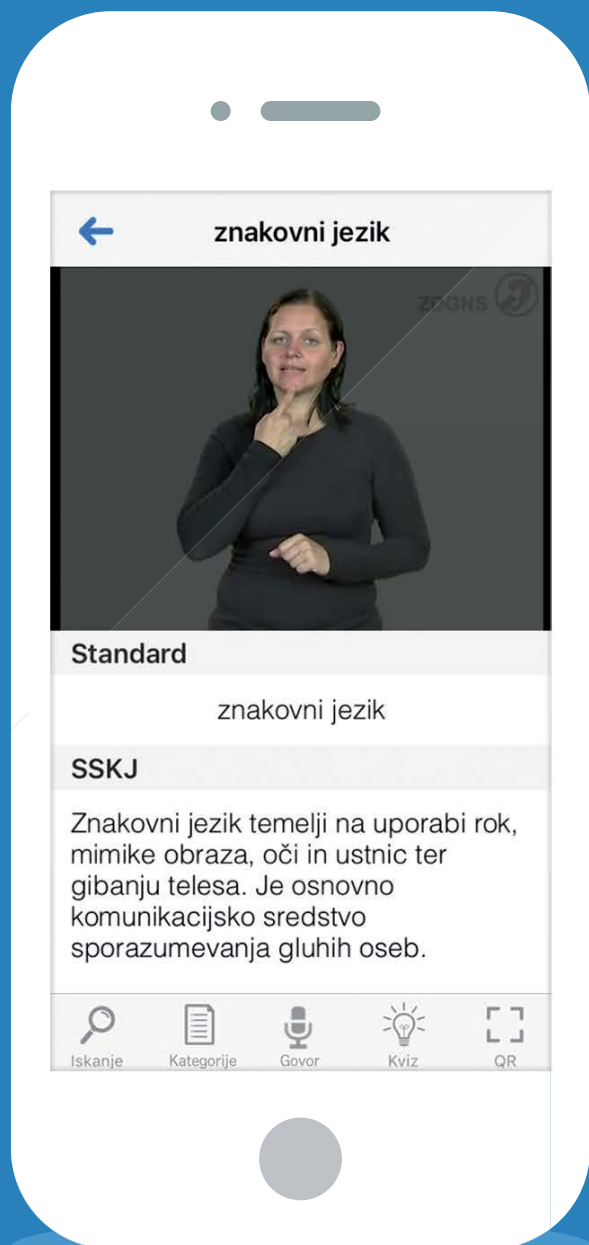 znakovni jezik
ZDGNS
Standard
znakovni jezik
SSKJ
Znakovni jezik temelji na uporabi rok,
mimike obraza, oči in ustnic ter
gibanju telesa. Je osnovno
komunikacijsko sredstvo
sporazumevanja gluhih oseb.
Iskanje Kategorije Govor Kviz QR